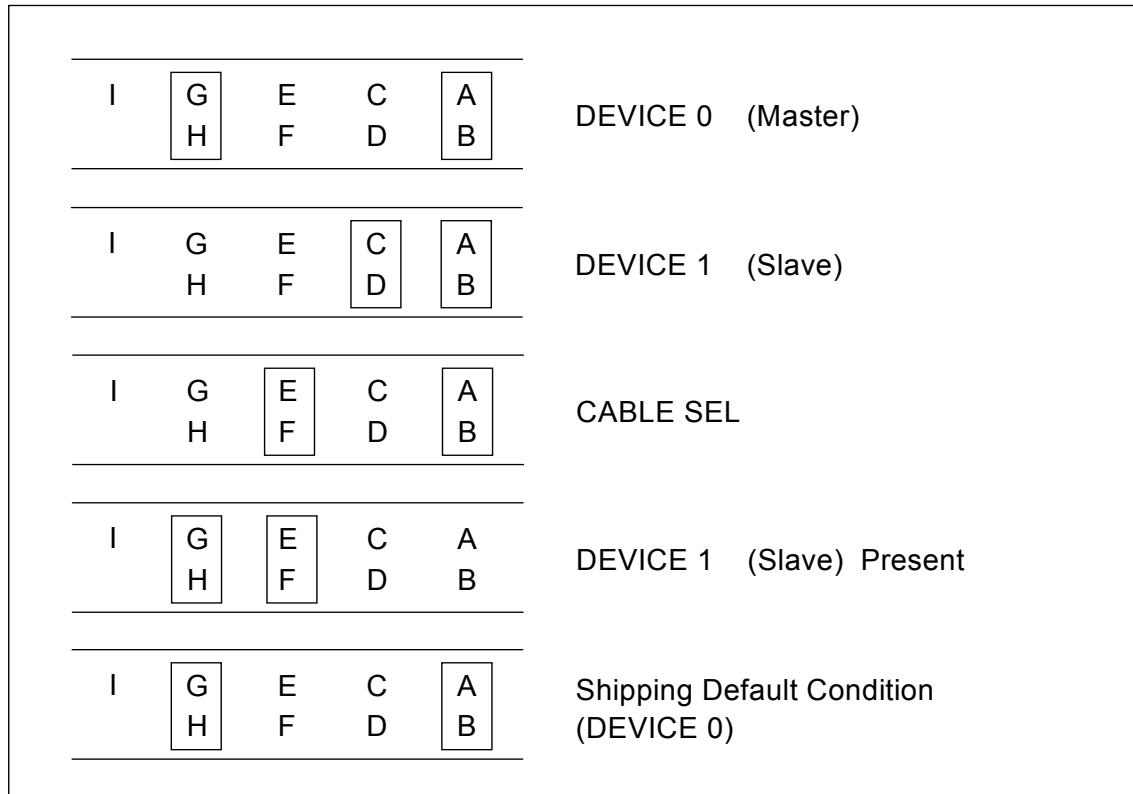 I G E C A DEVICE 0 (Master)
H F D B
I G E C A DEVICE 1 (Slave)
H F D B
I G E C A CABLE SEL
H F D B
I G E C A DEVICE 1 (Slave) Present
H F D B
I G E C A Shipping Default Condition
H F D B (DEVICE 0)